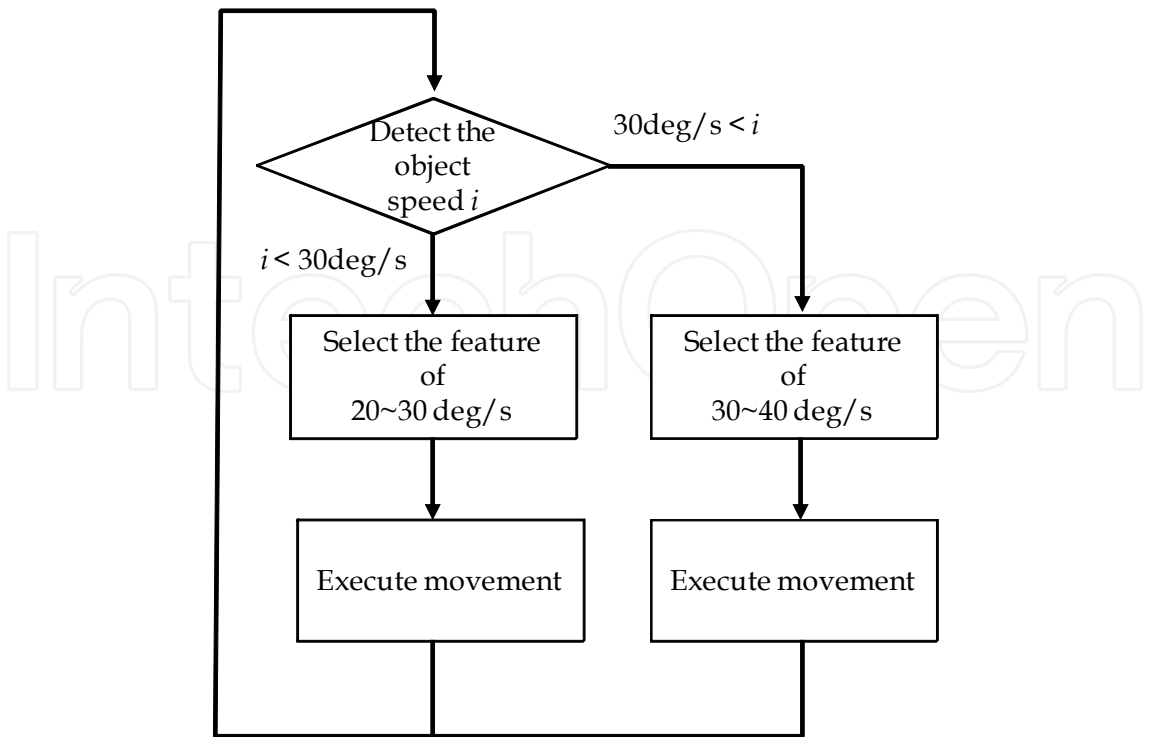 Detect the
object
speed i
30deg/s < i
i < 30deg/s
IntechOpen
Select the feature
of
20~30 deg/s
Select the feature
of
30~40 deg/s
Execute movement
Execute movement